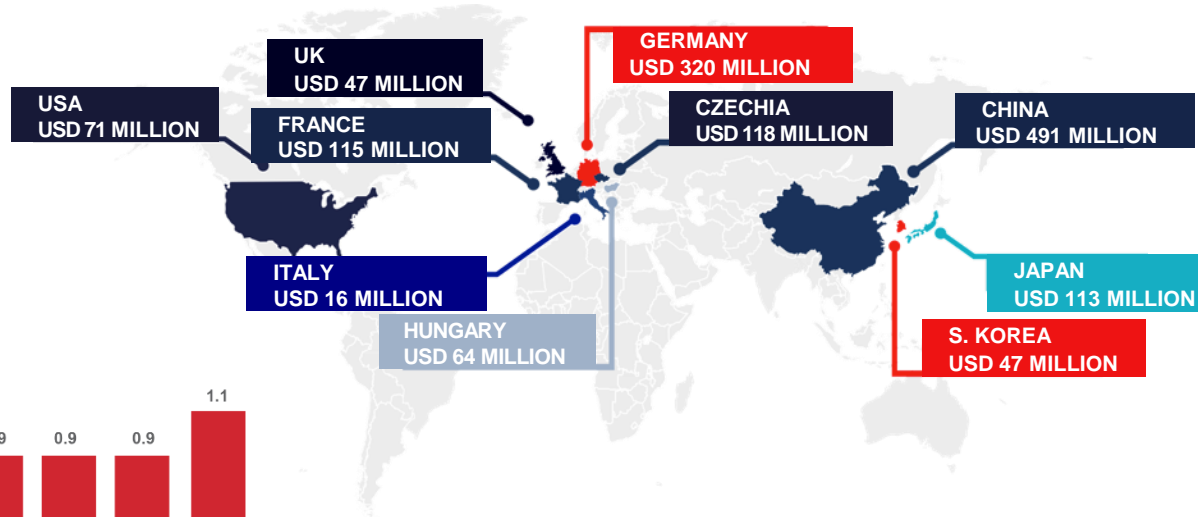 UK
USD 47 MILLION
GERMANY
USD 320 MILLION
USA
USD 71 MILLION
FRANCE
USD 115 MILLION
CZECHIA
USD 118 MILLION
CHINA
USD 491 MILLION
ITALY
USD 16 MILLION
JAPAN
USD 113 MILLION
HUNGARY
USD 64 MILLION
S. KOREA
USD 47 MILLION
1.1
0.9
0.9